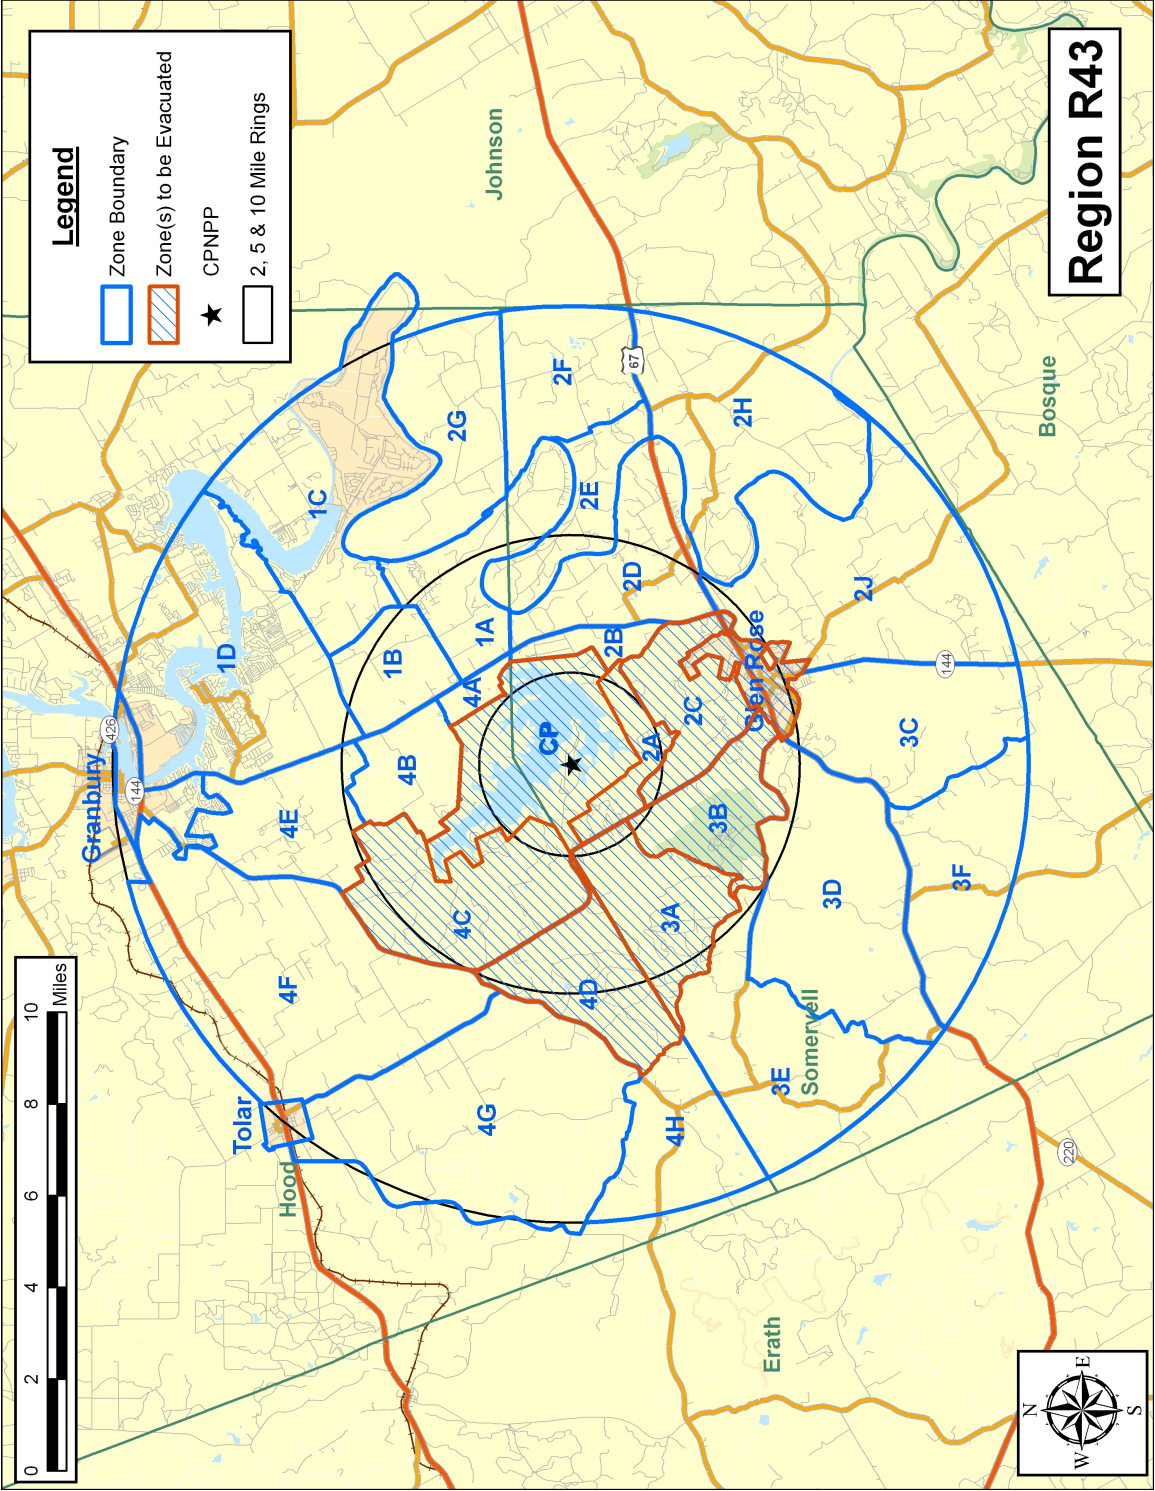 Legend
Zone Boundary
Zone(s) to be Evacuated
CPNPP
2, 5 & 10 Mile Rings
Region R43
0 2 4 6 8 10
Miles
N
W E
S
Granbury
Tolar
Glen Rose
Hood
Johnson
Bosque
Somervell
Erath
426
144
67
144
220
CP
1A
1B
1C
1D
2A
2B
2C
2D
2E
2F
2G
2H
2J
3A
3B
3C
3D
3E
3F
4A
4B
4C
4D
4E
4F
4G
4H